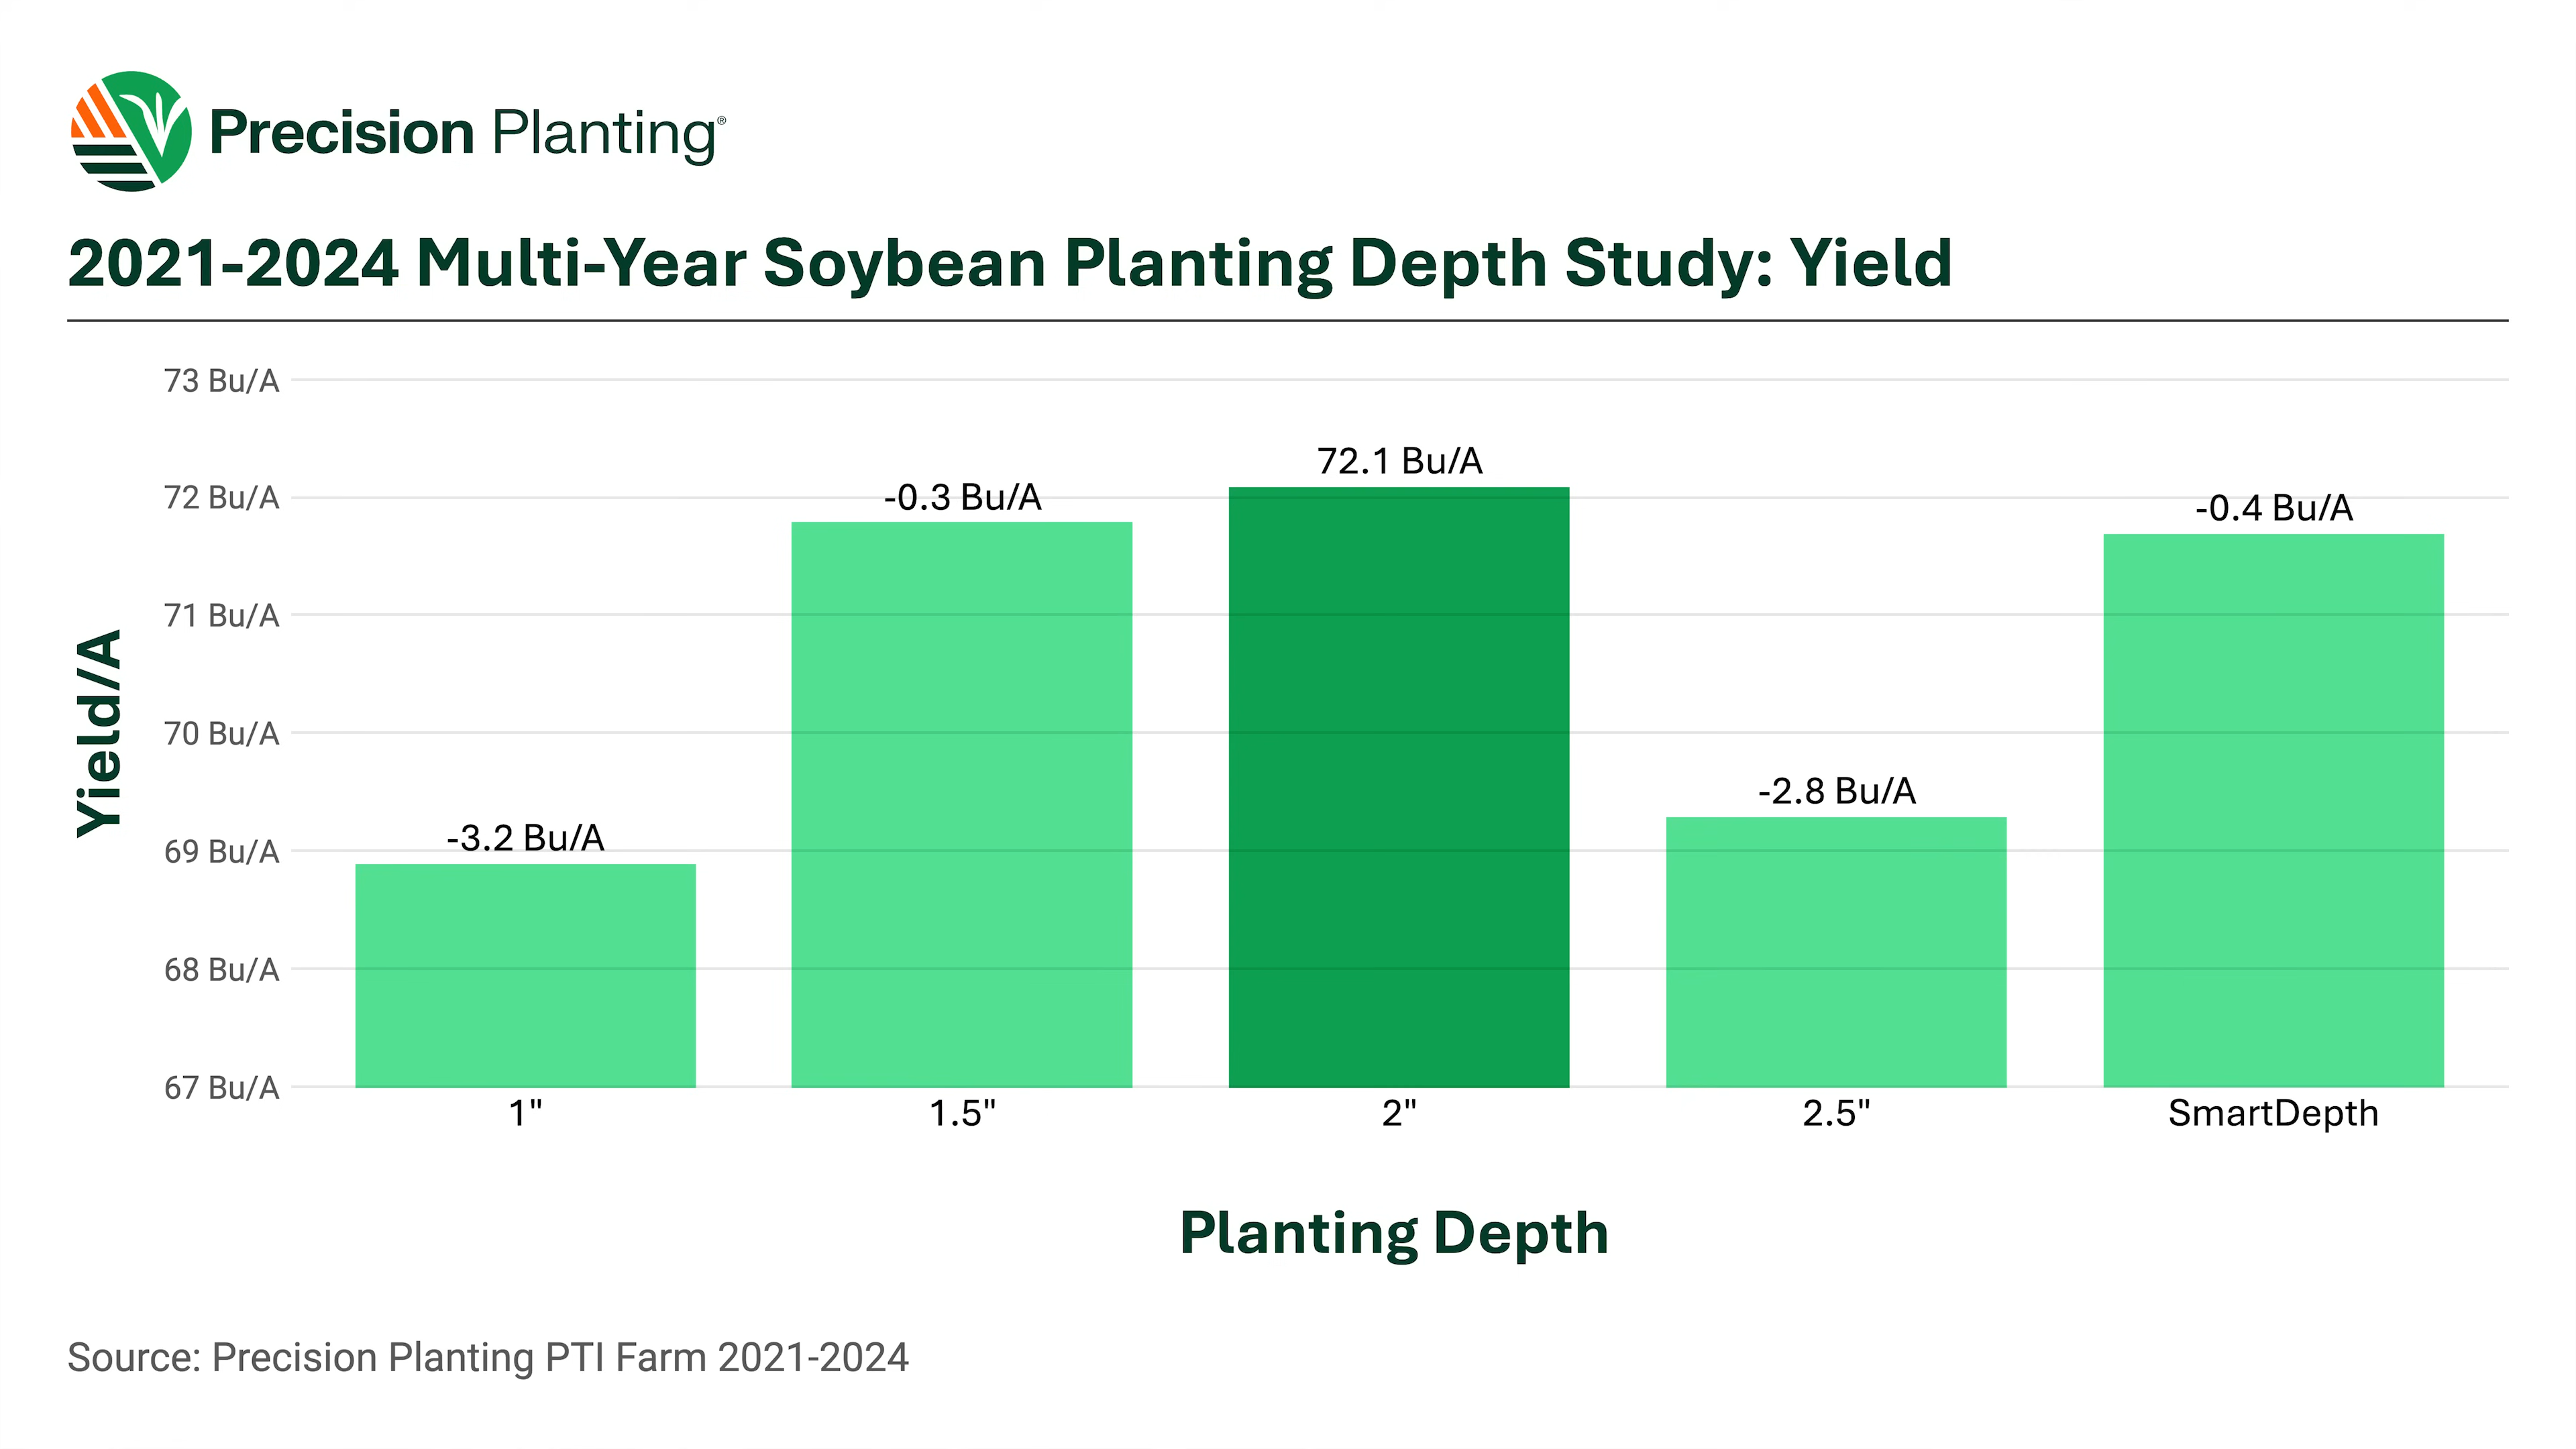 Precision Planting®
2021-2024 Multi-Year Soybean Planting Depth Study: Yield
Yield/A
73 Bu/A
72 Bu/A
71 Bu/A
70 Bu/A
69 Bu/A
68 Bu/A
67 Bu/A
-3.2 Bu/A
-0.3 Bu/A
72.1 Bu/A
-2.8 Bu/A
-0.4 Bu/A
1"
1.5"
2"
2.5"
SmartDepth
Planting Depth
Source: Precision Planting PTI Farm 2021-2024